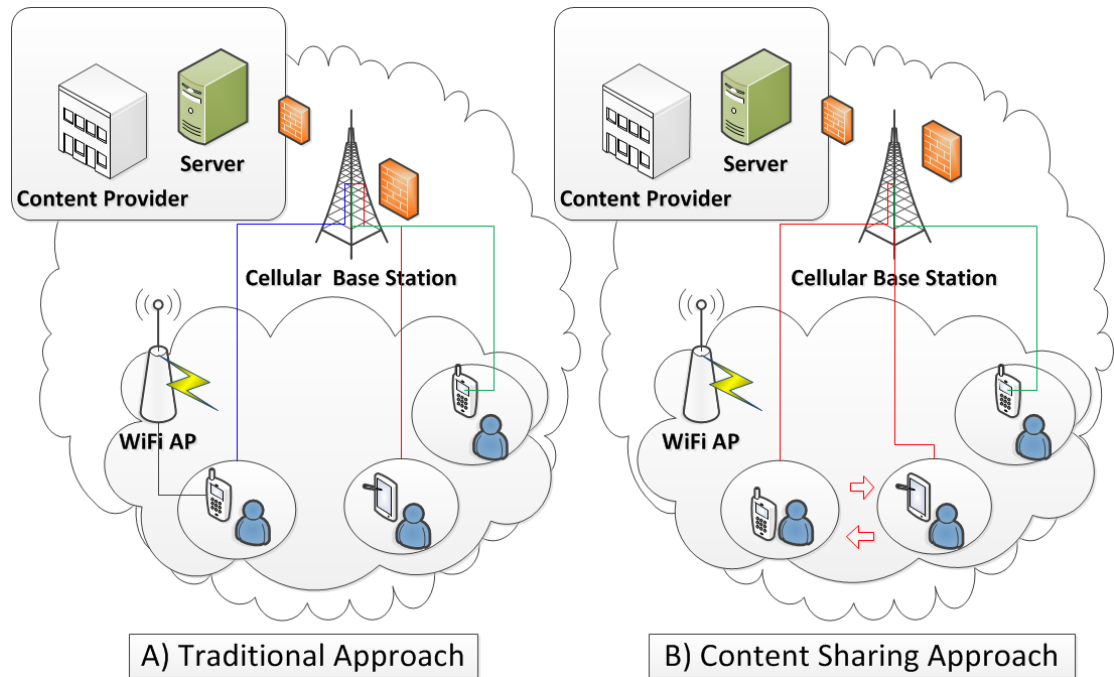 Server
Content Provider
Cellular Base Station
WiFi AP
A) Traditional Approach
Server
Content Provider
Cellular Base Station
WiFi AP
B) Content Sharing Approach